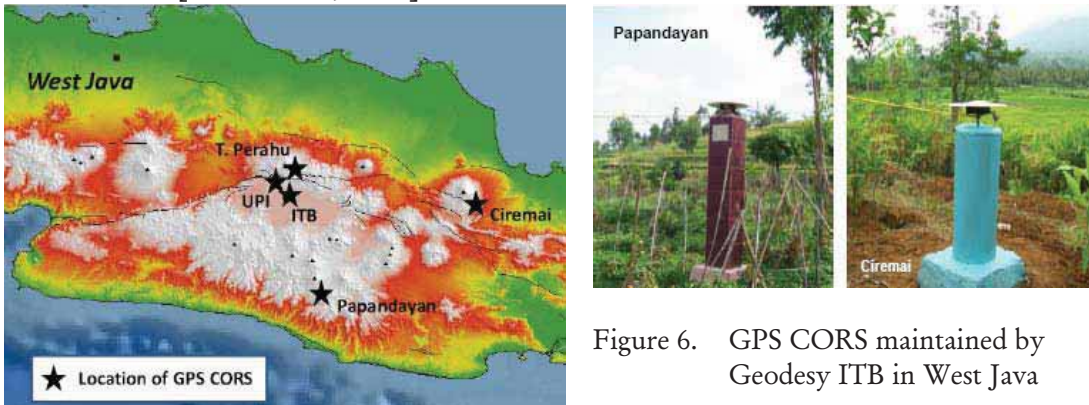 West Java
T. Perahu
UPI
ITB
Ciremai
Papandayan
Location of GPS CORS
Papandayan
Ciremai
Figure 6. GPS CORS maintained by
Geodesy ITB in West Java